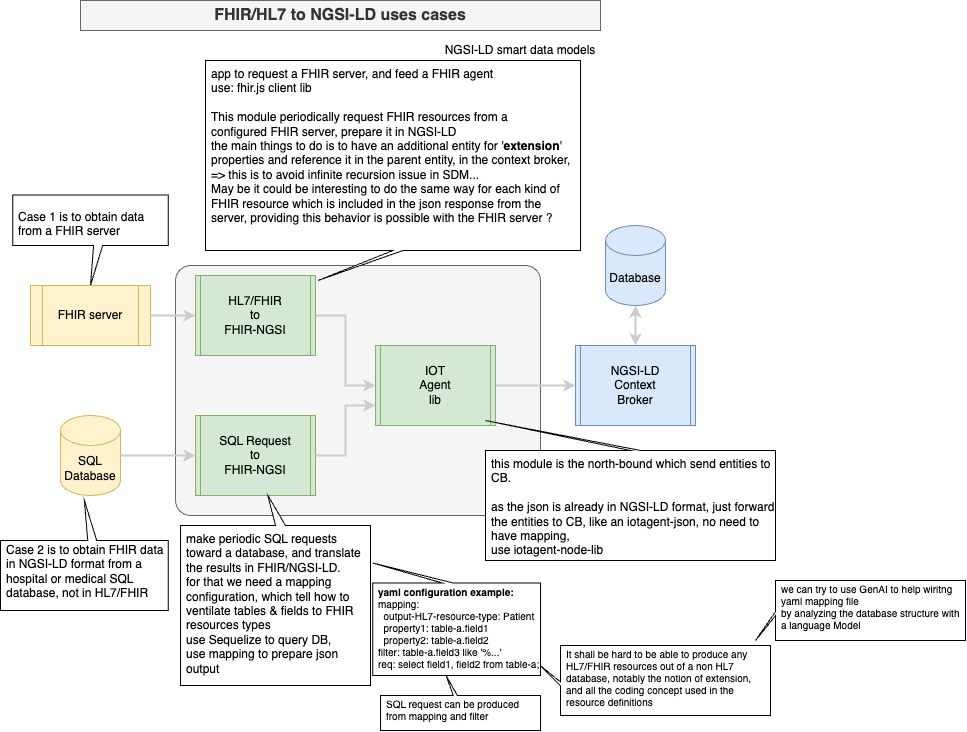 FHIR/HL7 to NGSI-LD uses cases
NGSI-LD smart data models
app to request a FHIR server, and feed a FHIR agent
use: fhir.js client lib
This module periodically request FHIR resources from a
configured FHIR server, prepare it in NGSI-LD
the main things to do is to have an additional entity for 'extension'
properties and reference it in the parent entity, in the context broker,
=> this is to avoid infinite recursion issue in SDM...
May be it could be interesting to do the same way for each kind of
FHIR resource which is included in the json response from the
server, providing this behavior is possible with the FHIR server ?
Case 1 is to obtain data
from a FHIR server
FHIR server
HL7/FHIR
to
FHIR-NGSI
Database
IOT
Agent
lib
NGSI-LD
Context
Broker
SQL
Database
SQL Request
to
FHIR-NGSI
this module is the north-bound which send entities to
CB.
as the json is already in NGSI-LD format, just forward
the entities to CB, like an iotagent-json, no need to
have mapping,
use iotagent-node-lib
Case 2 is to obtain FHIR data
in NGSI-LD format from a
hospital or medical SQL
database, not in HL7/FHIR
make periodic SQL requests
toward a database, and translate
the results in FHIR/NGSI-LD.
for that we need a mapping
configuration, which tell how to
ventilate tables & fields to FHIR
resources types
use Sequelize to query DB,
use mapping to prepare json
output
yaml configuration example:
mapping:
output-HL7-resource-type: Patient
property1: table-a.field1
property2: table-a.field2
filter: table-a.field3 like '%...'
req: select field1, field2 from table-a;
SQL request can be produced
from mapping and filter
It shall be hard to be able to produce any
HL7/FHIR resources out of a non HL7
database, notably the notion of extension,
and all the coding concept used in the
resource definitions
we can try to use GenAI to help wiritng
yaml mapping file
by analyzing the database structure with
a language Model